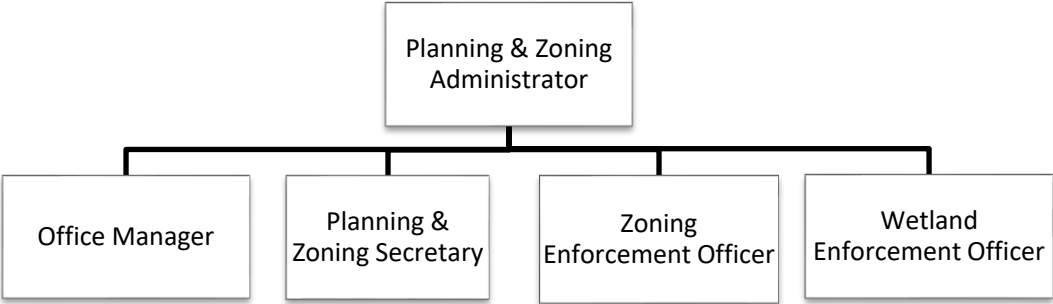 Planning & Zoning
Administrator
Office Manager
Planning &
Zoning Secretary
Zoning
Enforcement Officer
Wetland
Enforcement Officer